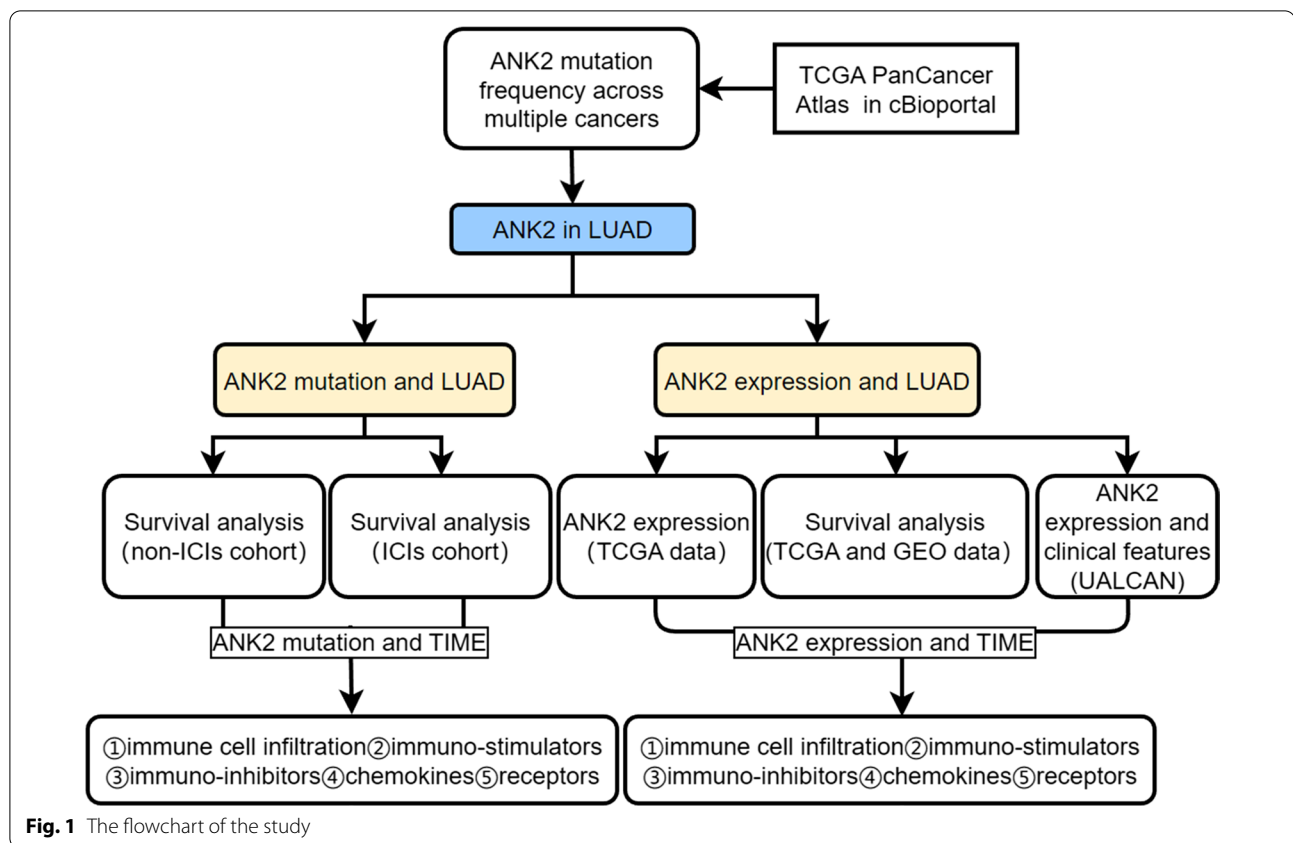 ANK2 mutation
frequency across
multiple cancers
TCGA PanCancer
Atlas in cBioportal
ANK2 in LUAD
ANK2 mutation and LUAD
ANK2 expression and LUAD
Survival analysis
(non-ICIs cohort)
Survival analysis
(ICIs cohort)
ANK2 expression
(TCGA data)
Survival analysis
(TCGA and GEO data)
ANK2
expression and
clinical features
(UALCAN)
ANK2 mutation and TIME
ANK2 expression and TIME
①immune cell infiltration②immuno-stimulators
③immuno-inhibitors④chemokines⑤receptors
①immune cell infiltration②immuno-stimulators
③immuno-inhibitors④chemokines⑤receptors
Fig. 1 The flowchart of the study